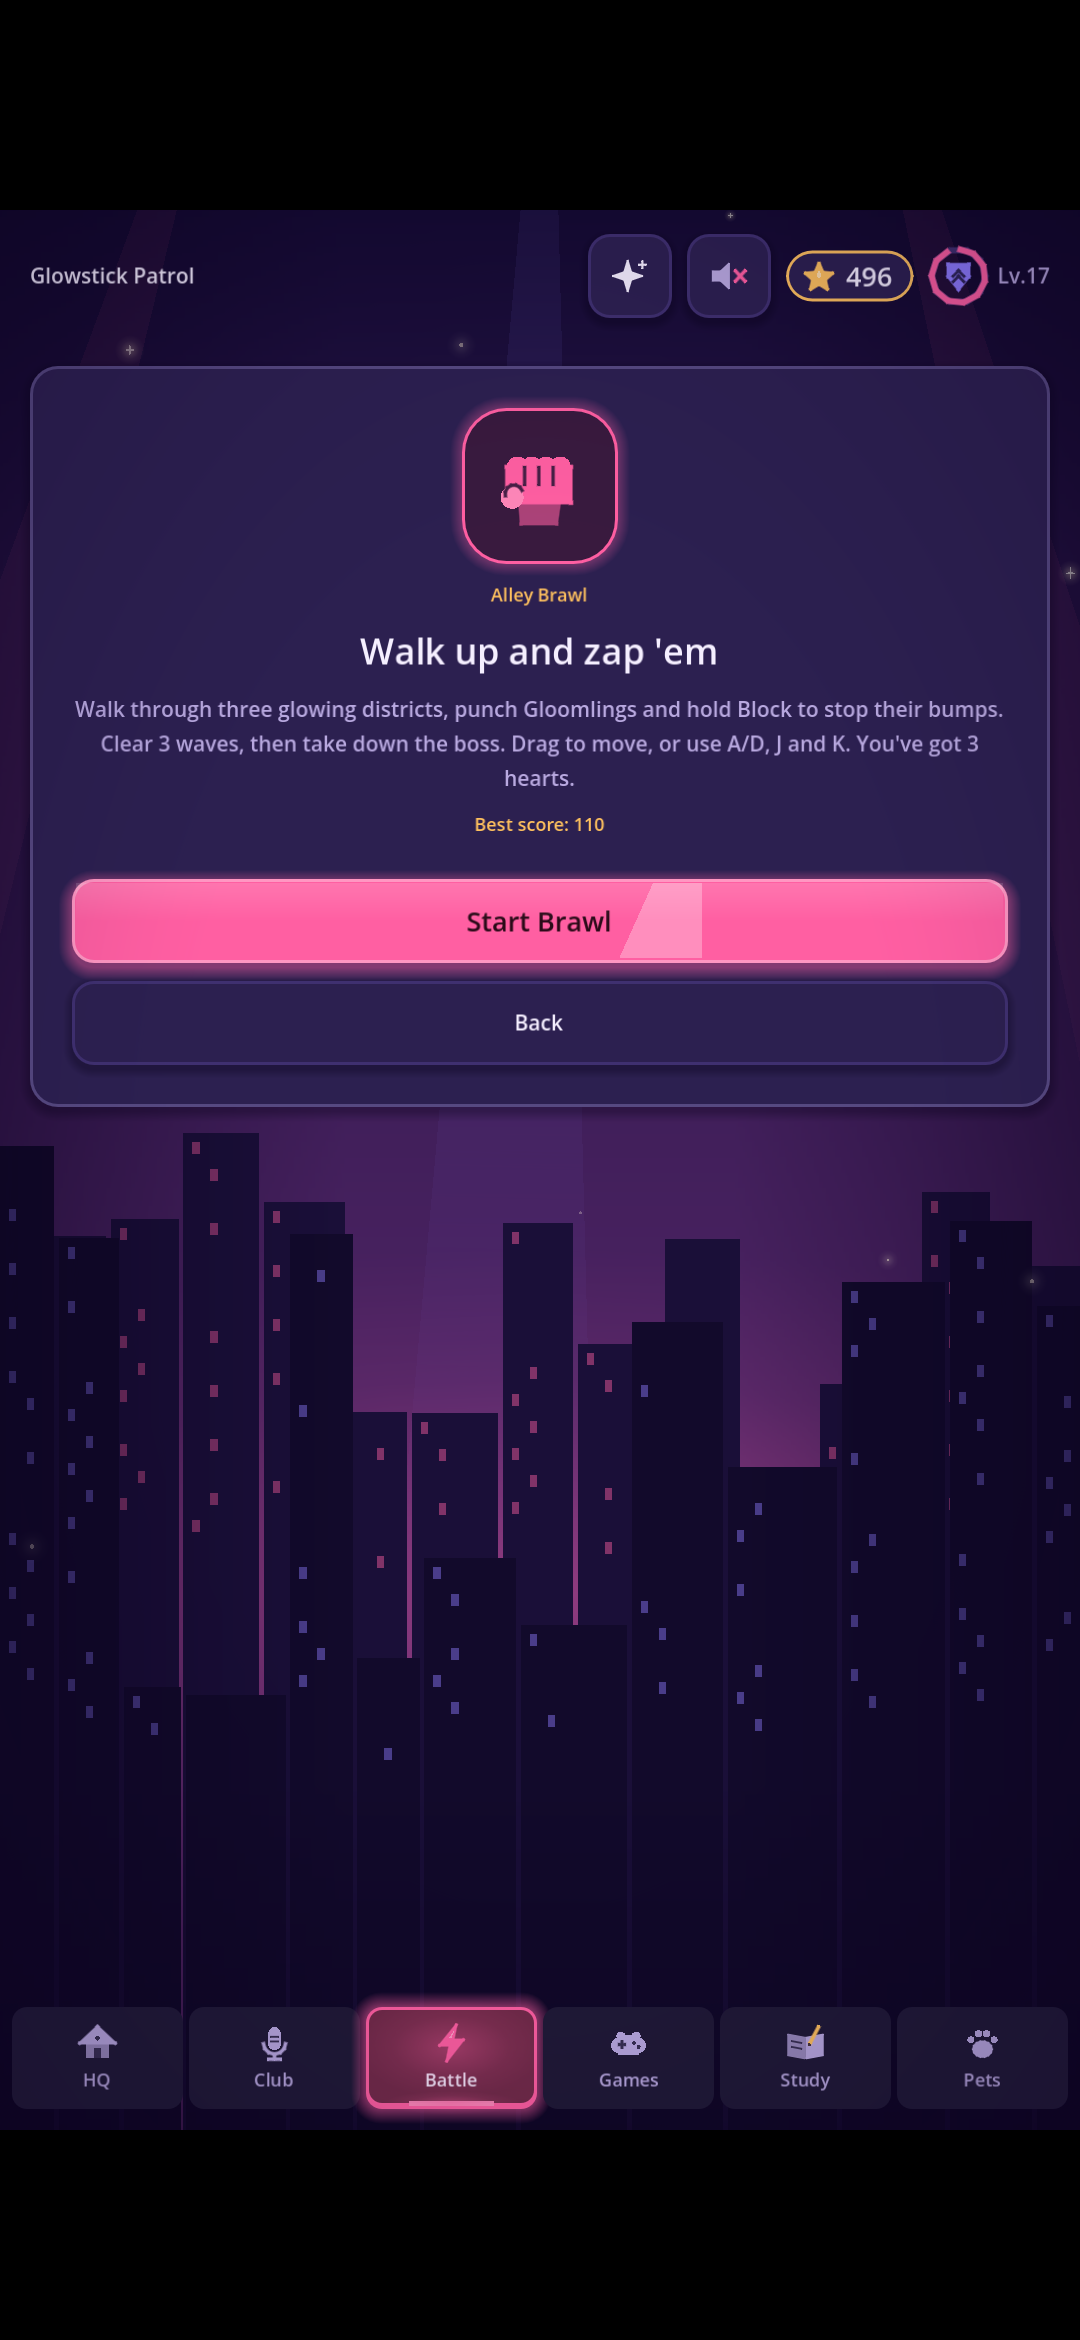 Glowstick Patrol
496
Lv.17
Alley Brawl
Walk up and zap 'em
Walk through three glowing districts, punch Gloomlings and hold Block to stop their bumps.
Clear 3 waves, then take down the boss. Drag to move, or use A/D, J and K. You've got 3
hearts.
Best score: 110
Start Brawl
Back
HQ
Club
Battle
Games
Study
Pets